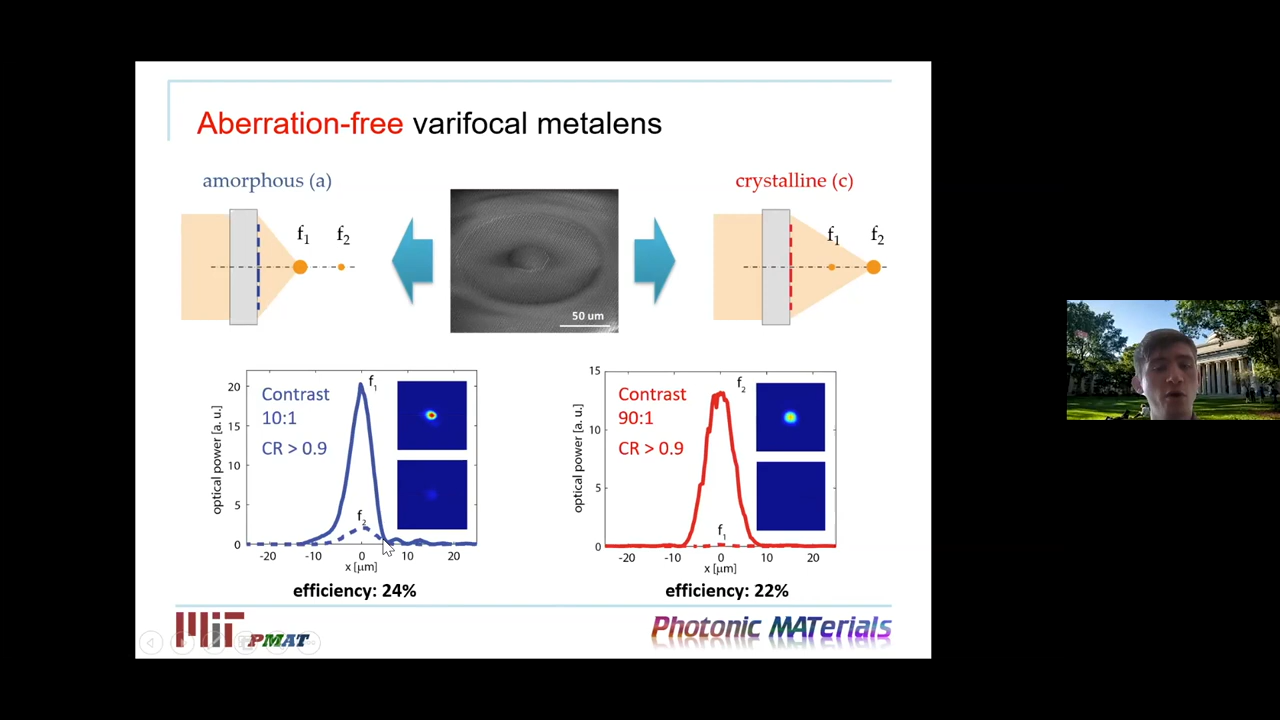 Aberration-free varifocal metalens
amorphous (a)
f1
f2
50 um
crystalline (c)
f1
f2
optical power [a. u.]
20
15
10
5
0
Contrast
10:1
CR > 0.9
f1
f2
-20
-10
0
10
20
x [μm]
efficiency: 24%
optical power [a. u.]
15
10
5
0
Contrast
90:1
CR > 0.9
f2
f1
-20
-10
0
10
20
x [μm]
efficiency: 22%
MIT PMAT
Photonic MATerials